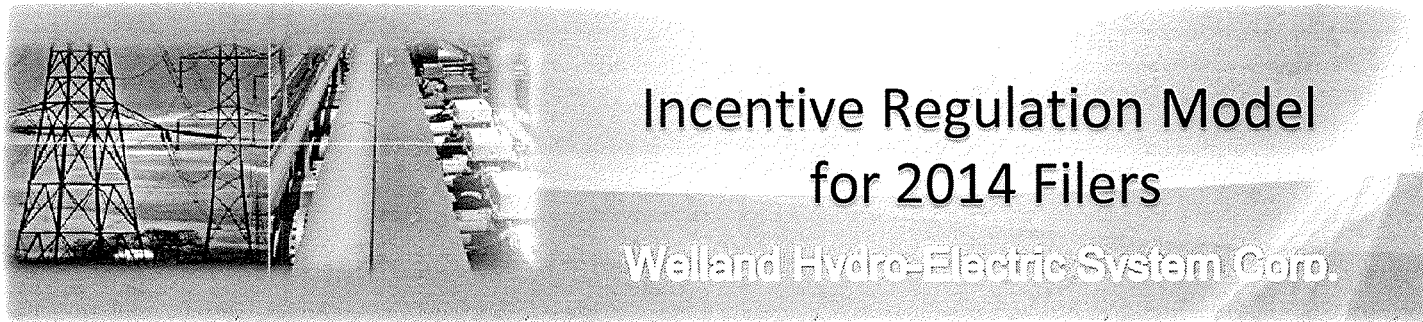 Incentive Regulation Model
for 2014 Filers
Welland Hydro-Electric System Corp.